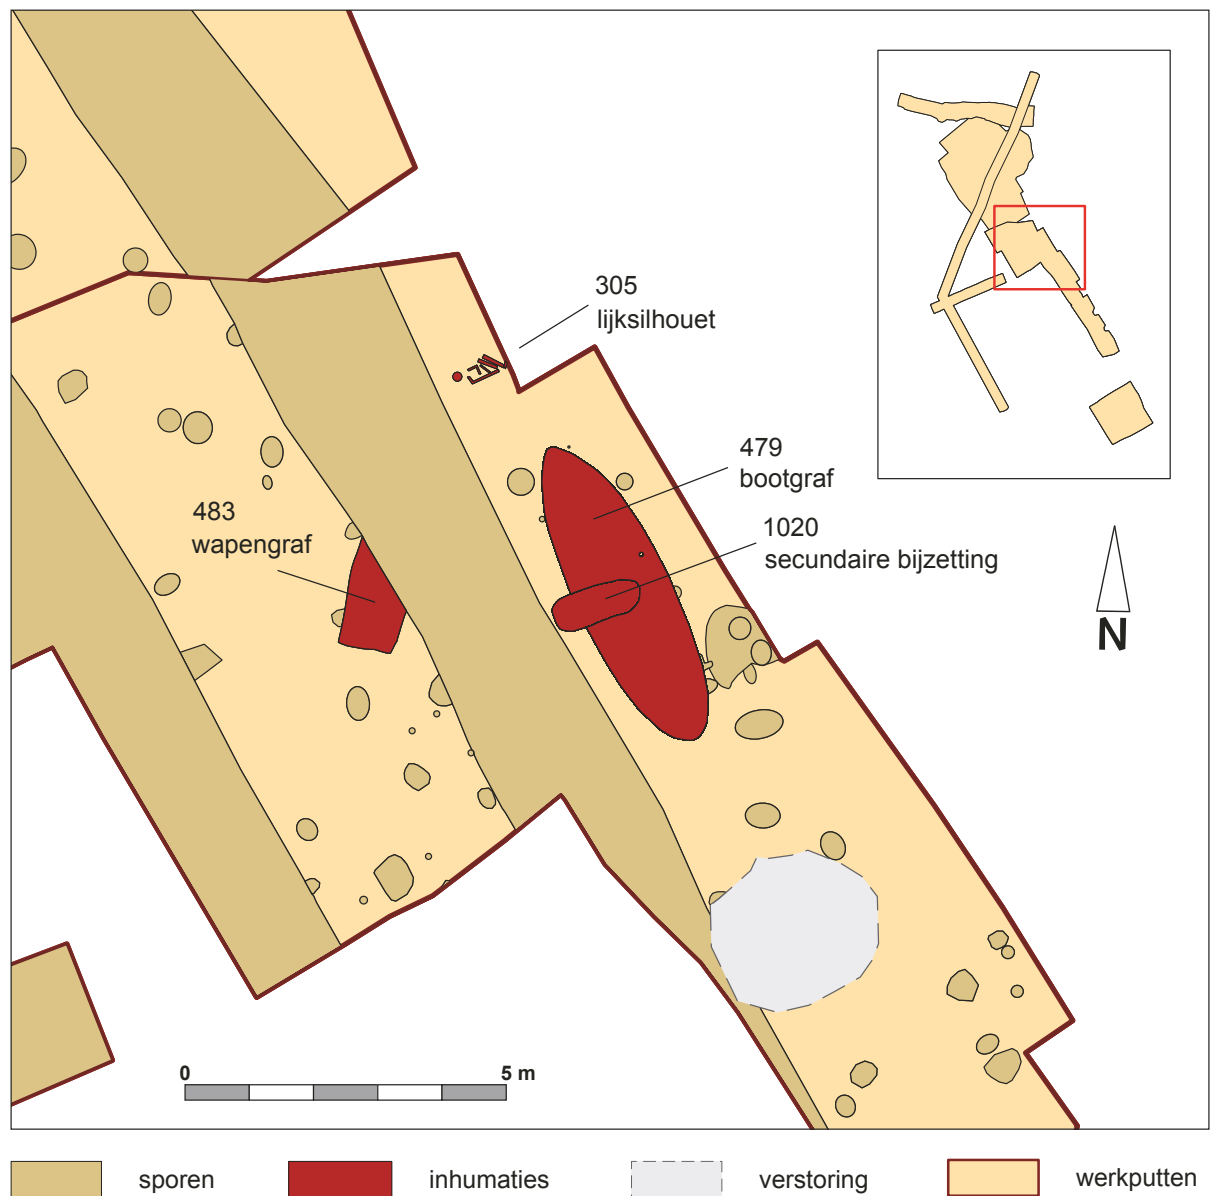 305
lijksilhouet
479
bootgraf
483
wapengraf
1020
secundaire bijzetting
N
0 5 m
sporen inhumaties verstoring werkputten